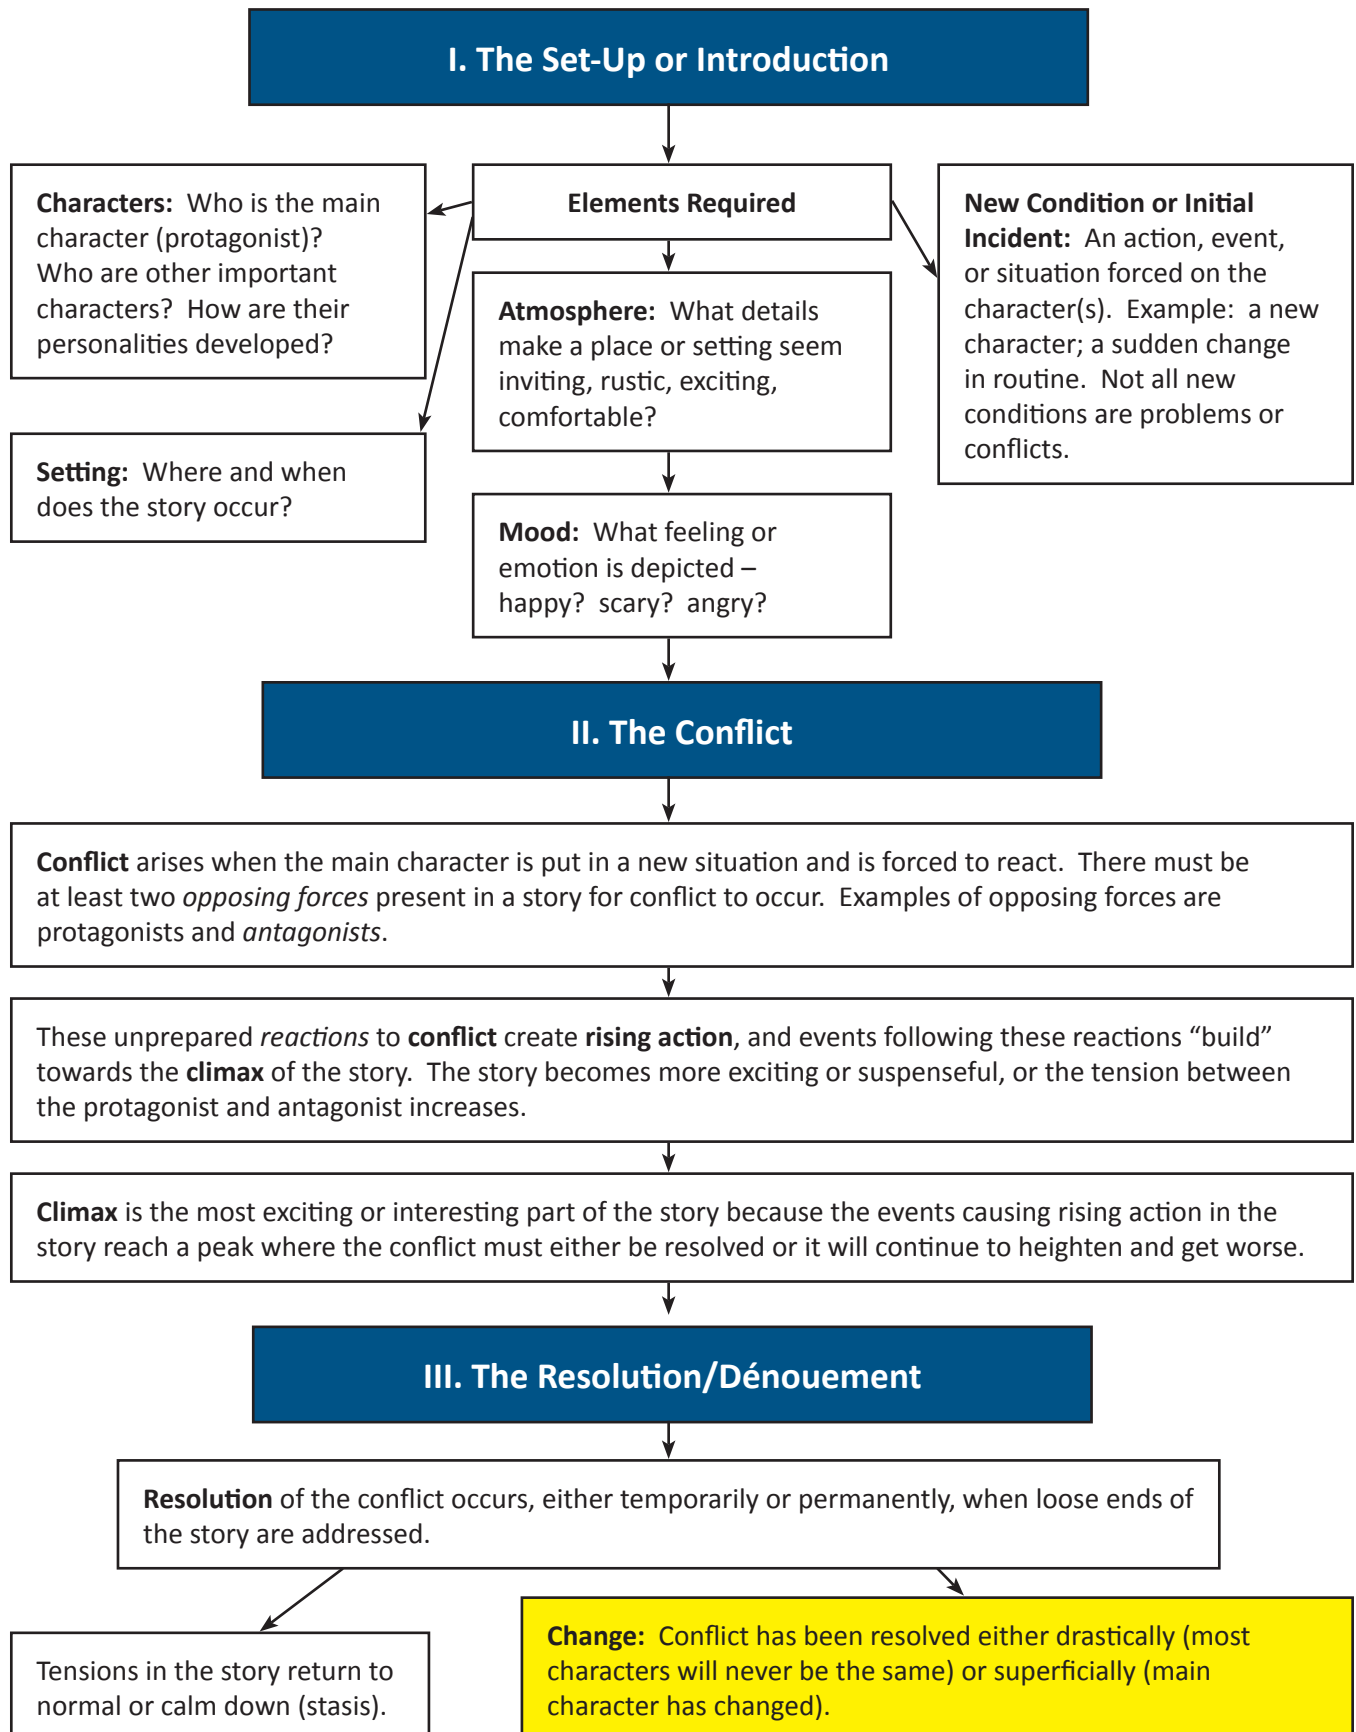 I. The Set-Up or Introduction
Characters: Who is the main
character (protagonist)?
Who are other important
characters? How are their
personalities developed?
Elements Required
New Condition or Initial
Incident: An action, event,
or situation forced on the
character(s). Example: a new
character; a sudden change
in routine. Not all new
conditions are problems or
conflicts.
Atmosphere: What details
make a place or setting seem
inviting, rustic, exciting,
comfortable?
Setting: Where and when
does the story occur?
Mood: What feeling or
emotion is depicted –
happy? scary? angry?
II. The Conflict
Conflict arises when the main character is put in a new situation and is forced to react. There must be
at least two opposing forces present in a story for conflict to occur. Examples of opposing forces are
protagonists and antagonists.
These unprepared reactions to conflict create rising action, and events following these reactions “build”
towards the climax of the story. The story becomes more exciting or suspenseful, or the tension between
the protagonist and antagonist increases.
Climax is the most exciting or interesting part of the story because the events causing rising action in the
story reach a peak where the conflict must either be resolved or it will continue to heighten and get worse.
III. The Resolution/Dénouement
Resolution of the conflict occurs, either temporarily or permanently, when loose ends of
the story are addressed.
Tensions in the story return to
normal or calm down (stasis).
Change: Conflict has been resolved either drastically (most
characters will never be the same) or superficially (main
character has changed).